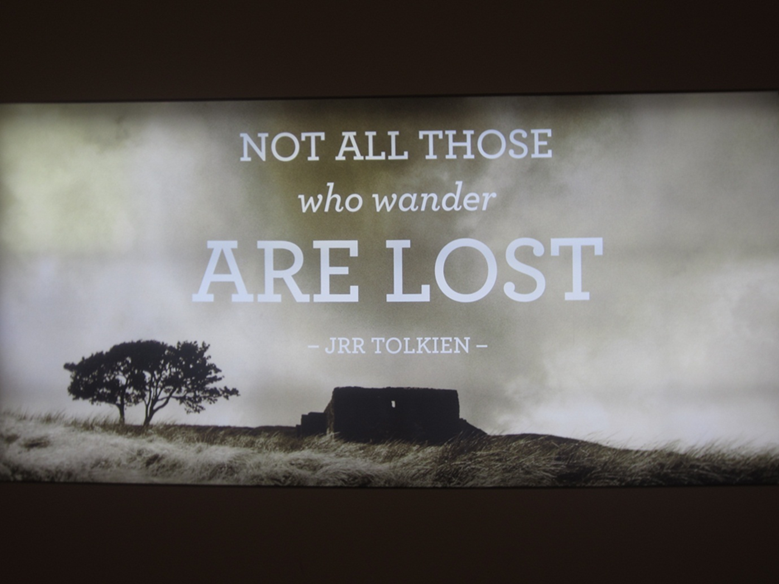 NOT ALL THOSE
who wander
ARE LOST
– JRR TOLKIEN –